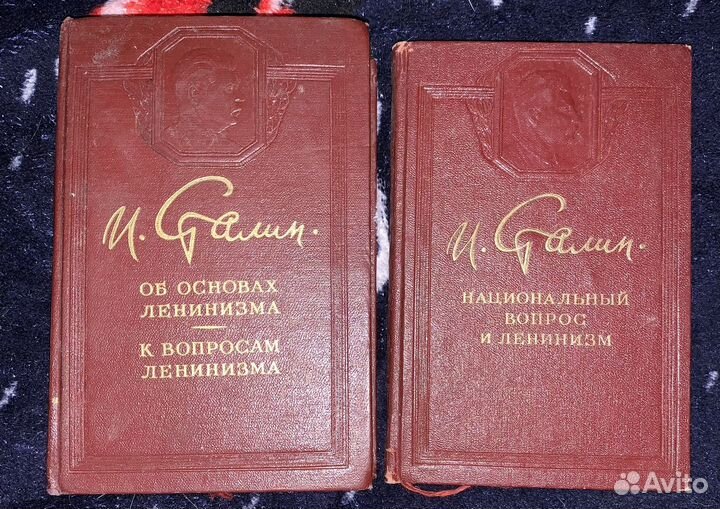 И. Сталин.
ОБ ОСНОВАХ
ЛЕНИНИЗМА
К ВОПРОСАМ
ЛЕНИНИЗМА
И. Сталин.
НАЦИОНАЛЬНЫЙ
ВОПРОС
И ЛЕНИНИЗМ
Avito